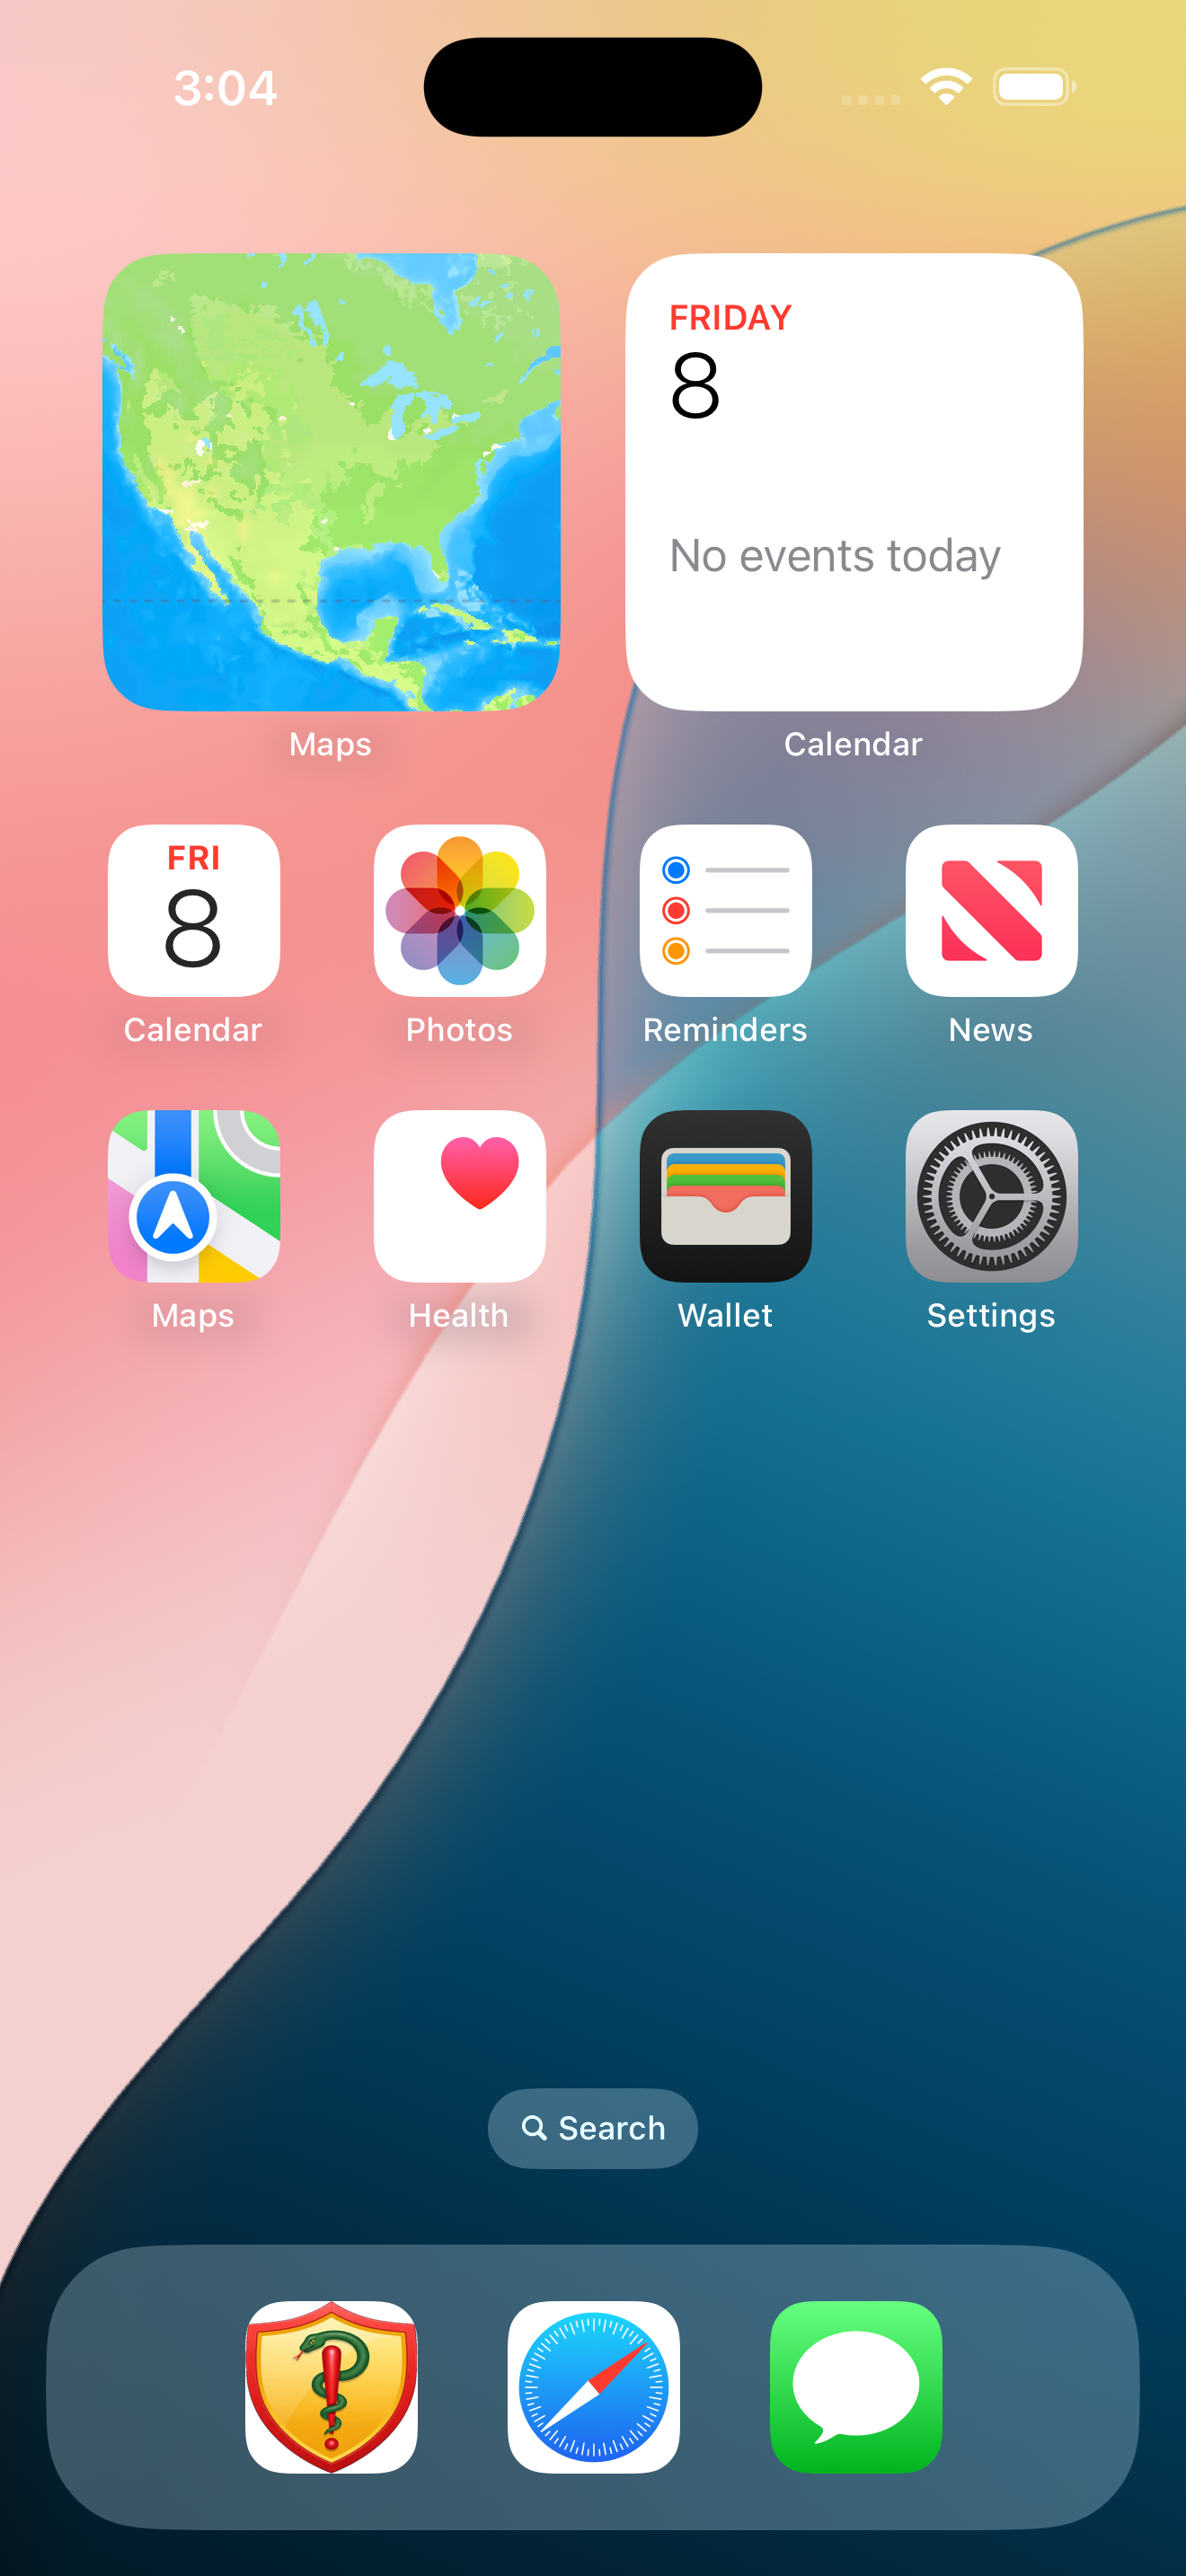 3:04
FRIDAY
8
No events today
Maps
Calendar
FRI
8
Calendar
Photos
Reminders
News
Maps
Health
Wallet
Settings
Search